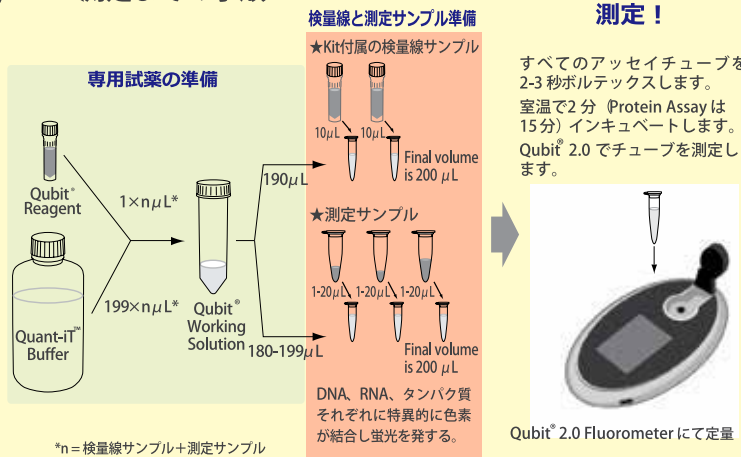 専用試薬の準備
Qubit®
Reagent
1×nμL*
Quant-iT™
Buffer
199×nμL*
Qubit®
Working
Solution
190μL
180-199μL
*n=検量線サンプル+測定サンプル
検量線と測定サンプル準備
★Kit付属の検量線サンプル
10μL
10μL
Final volume
is 200 μL
★測定サンプル
1-20μL
1-20μL
1-20μL
Final volume
is 200 μL
DNA、RNA、タンパク質
それぞれに特異的に色素
が結合し蛍光を発する。
測定!
すべてのアッセイチューブを
2-3 秒ボルテックスします。
室温で2 分(Protein Assay は
15分)インキュベートします。
Qubit® 2.0 でチューブを測定し
ます。
Qubit® 2.0 Fluorometer にて定量